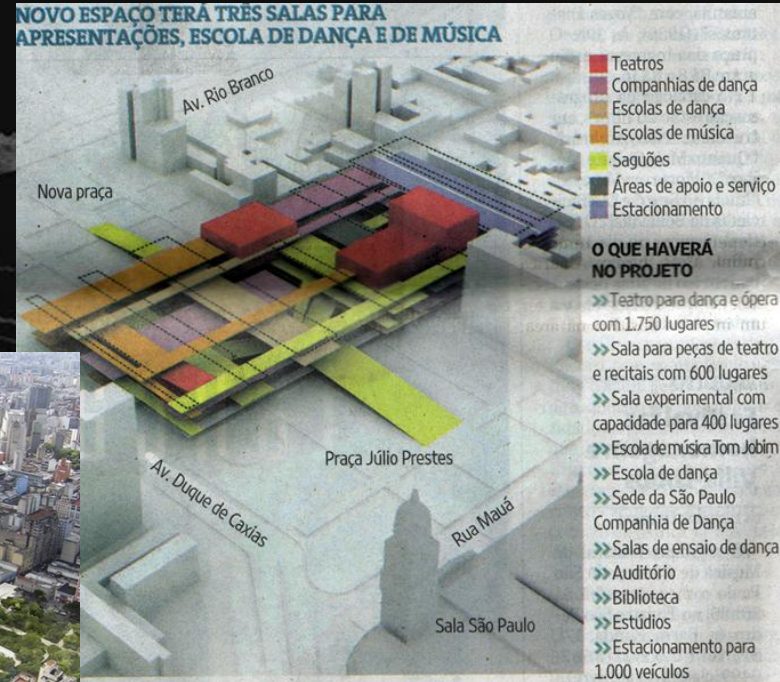 NOVO ESPAÇO TERÁ TRÊS SALAS PARA
APRESENTAÇÕES, ESCOLA DE DANÇA E DE MÚSICA
Av. Rio Branco
Nova praça
Praça Júlio Prestes
Av. Duque de Caxias
Rua Mauá
Sala São Paulo
Teatros
Companhias de dança
Escolas de dança
Escolas de música
Saguões
Áreas de apoio e serviço
Estacionamento
O QUE HAVERÁ
NO PROJETO
>> Teatro para dança e ópera
com 1.750 lugares
>> Sala para peças de teatro
e recitais com 600 lugares
>> Sala experimental com
capacidade para 400 lugares
>> Escola de música Tom Jobim
>> Escola de dança
>> Sede da São Paulo
Companhia de Dança
>> Salas de ensaio de dança
>> Auditório
>> Biblioteca
>> Estúdios
>> Estacionamento para
1.000 veículos